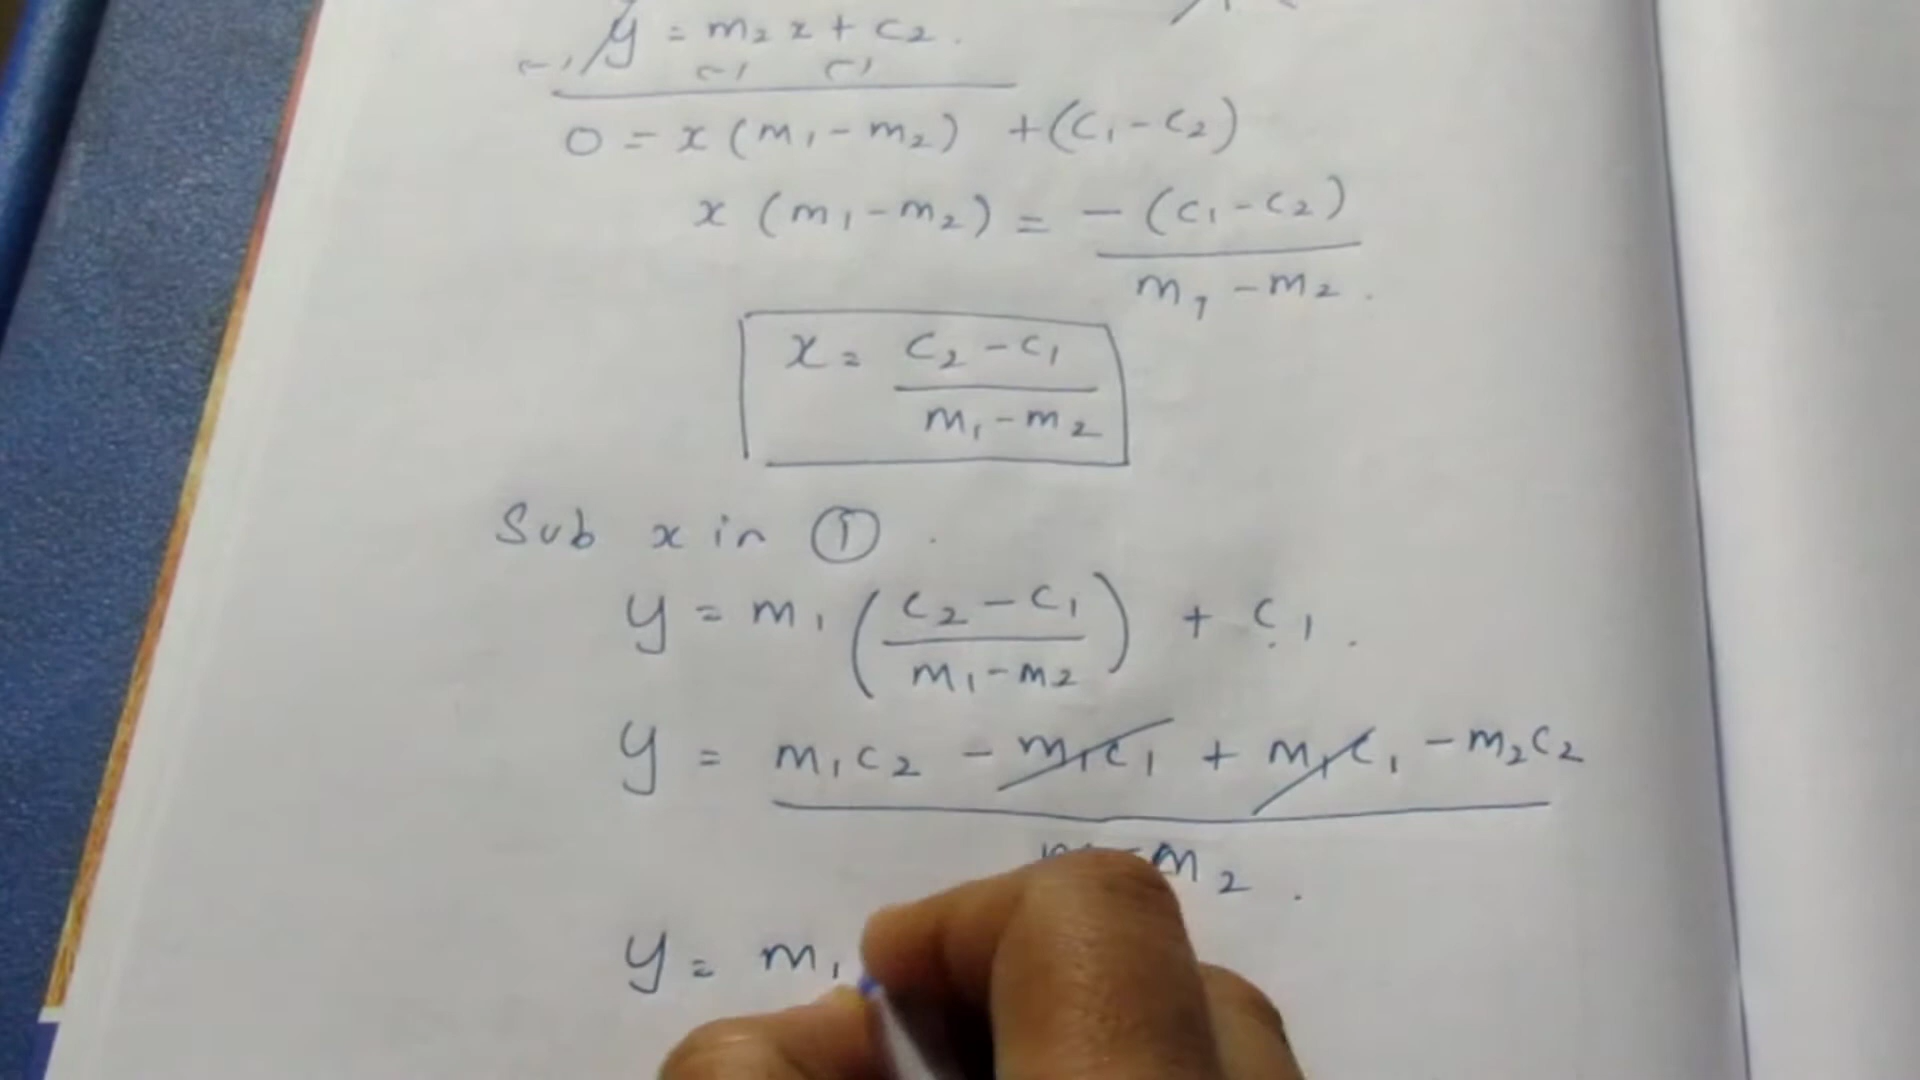 y = m₂x + c₂.
(-) (-) (-)
0 = x(m₁ - m₂) + (c₁ - c₂)
x (m₁ - m₂) = -(c₁ - c₂) / m₁ - m₂.
x = c₂ - c₁ / m₁ - m₂
Sub x in ①.
y = m₁ (c₂ - c₁ / m₁ - m₂) + c₁.
y = m₁c₂ - m₁c₁ + m₁c₁ - m₂c₂ / m₁ - m₂.
y = m₁